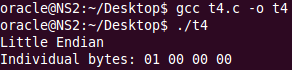 oracle@NS2:~/Desktop$ gcc t4.c -o t4
oracle@NS2:~/Desktop$ ./t4
Little Endian
Individual bytes: 01 00 00 00